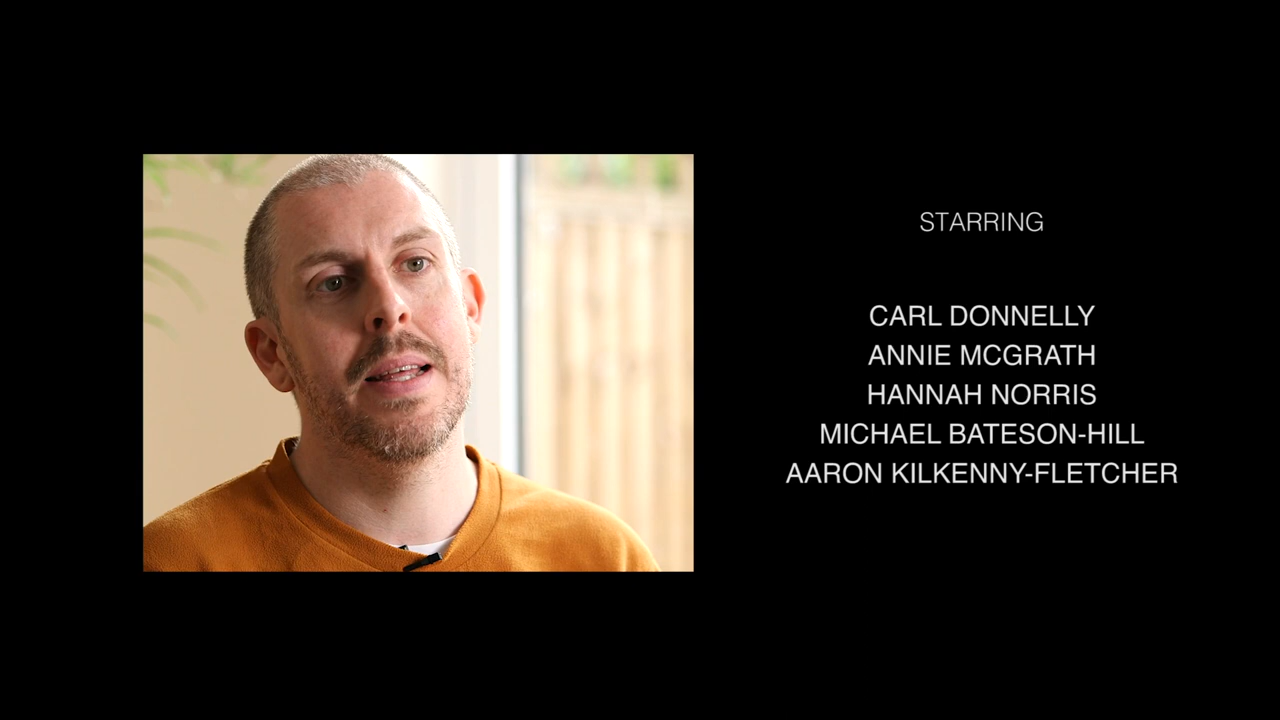 STARRING
CARL DONNELLY
ANNIE MCGRATH
HANNAH NORRIS
MICHAEL BATESON-HILL
AARON KILKENNY-FLETCHER